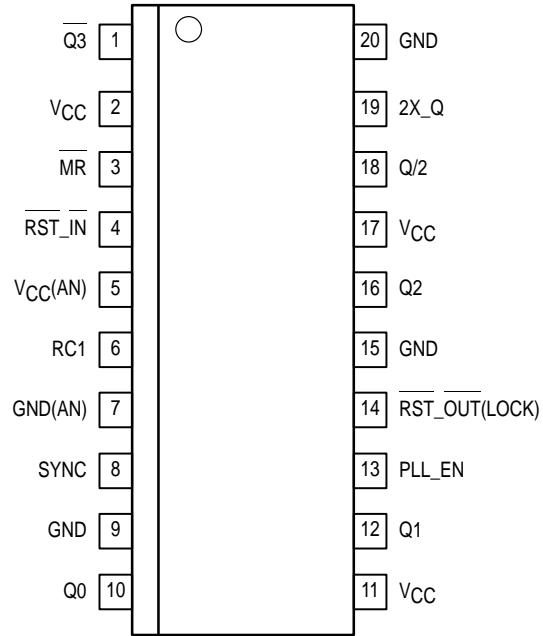 Q3 1 20 GND
VCC 2 19 2X_Q
MR 3 18 Q/2
RST_IN 4 17 VCC
VCC(AN) 5 16 Q2
RC1 6 15 GND
GND(AN) 7 14 RST_OUT(LOCK)
SYNC 8 13 PLL_EN
GND 9 12 Q1
Q0 10 11 VCC